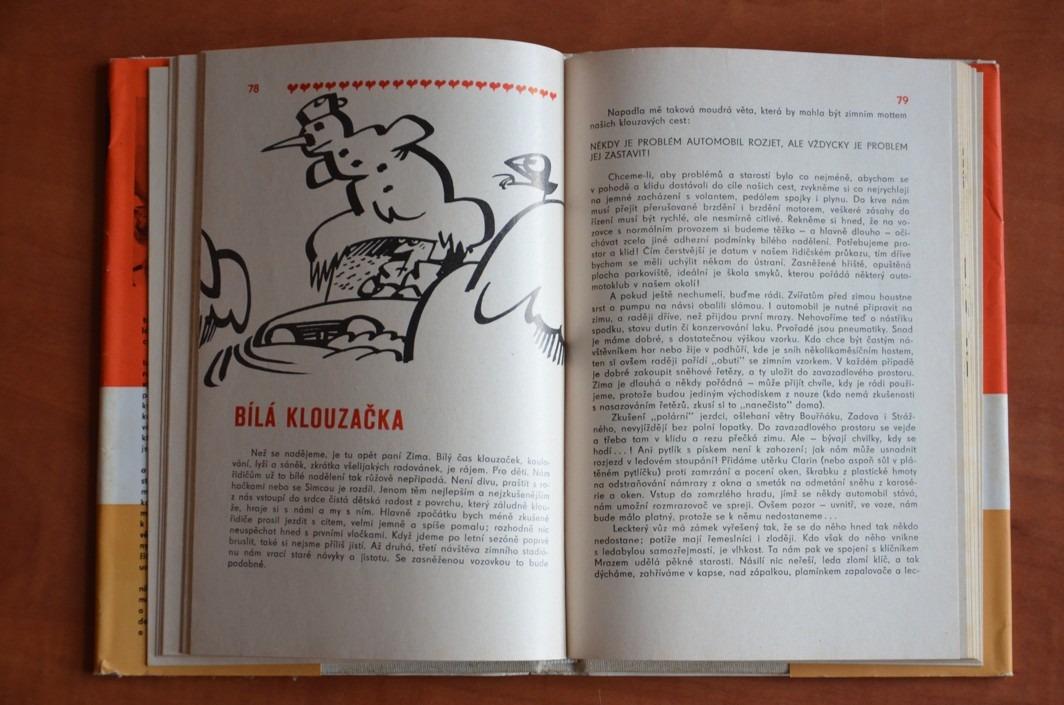 78
BÍLÁ KLOUZAČKA
Než se nadějeme, je tu opět paní Zima. Bílý čas klouzaček, koulo-
vání, lyží a sáněk, zkrátka všelijakých radovánek, je rájem. Pro děti. Nám
řidičům už to bílé nadělení tak růžově nepřipadá. Není divu, praštit s ro-
hačkami nebo se Simcou je rozdíl. Jenom těm nejlepším a nejzkušenějším
z nás vstoupí do srdce čistá dětská radost z povrchu, který záludně klou-
že, hraje si s námi a my s ním. Hlavně zpočátku bych méně zkušené
řidiče prosil jezdit s citem, velmi jemně a spíše pomalu; rozhodně nic
neuspěchat hned s prvními vločkami. Když jdeme po letní sezóně poprvé
bruslit, také si nejsme příliš jistí. Až druhá, třetí návštěva zimního stadió-
nu nám vrací staré návyky a jistotu. Se zasněženou vozovkou to bude
podobné.
79
Napadla mě taková moudrá věta, která by mohla být zimním mottem
našich klouzavých cest:
NĚKDY JE PROBLÉM AUTOMOBIL ROZJET, ALE VŽDYCKY JE PROBLÉM
JEJ ZASTAVIT!
Chceme-li, aby problémů a starostí bylo co nejméně, abychom se
v pohodě a klidu dostávali do cíle našich cest, zvykněme si co nejrychleji
na jemné zacházení s volantem, pedálem spojky i plynu. Do krve nám
musí přejít přerušované brzdění i brzdění motorem, veškeré zásahy do
řízení musí být rychlé, ale nesmírně citlivé. Řekněme si hned, že na vo-
zovce s normálním provozem si budeme těžko – a hlavně dlouho – oči-
chávat zcela jiné adhezní podmínky bílého nadělení. Potřebujeme pro-
stor a klid! Čím čerstvější je datum v našem řidičském průkazu, tím dříve
bychom se měli uchýlit někam do ústraní. Zasněžené hřiště, opuštěná
plocha parkoviště, ideální je škola smyků, kterou pořádá některý auto-
motoklub v našem okolí!
A pokud ještě nechumelí, buďme rádi. Zvířatům před zimou houstne
srst a pumpu na návsi obalili slámou. I automobil je nutné připravit na
zimu, a raději dříve, než přijdou první mrazy. Nehovoříme teď o nástřiku
spodku, stavu dutin či konzervování laku. Prvořadé jsou pneumatiky. Snad
je máme dobré, s dostatečnou výškou vzorku. Kdo chce být častým ná-
vštěvníkem hor nebo žije v podhůří, kde je sníh několikaměsíčním hostem,
ten si ovšem raději pořídí „obutí“ se zimním vzorkem. V každém případě
je dobré zakoupit sněhové řetězy, a ty uložit do zavazadlového prostoru.
Zima je dlouhá a někdy pořádná – může přijít chvíle, kdy je rádi použi-
jeme, protože budou jediným východiskem z nouze (kdo nemá zkušenosti
s nasazováním řetězů, zkusí si to „nanečisto“ doma).
Zkušení „polární“ jezdci, ošlehaní větry Bouřňáku, Zadova i Stráž-
ného, nevyjíždějí bez polní lopatky. Do zavazadlového prostoru se vejde
a třeba tam v klidu a rezu přečká zimu. Ale – bývají chvilky, kdy se
hodí...! Ani pytlík s pískem není k zahození; jak nám může usnadnit
rozjezd v ledovém stoupání! Přidáme utěrku Clarin (nebo aspoň sůl v plá-
těném pytlíčku) proti zamrzání a pocení oken, škrabku z plastické hmoty
na odstraňování námrazy z okna a smeták na odmetání sněhu z karosé-
rie a oken. Vstup do zamrzlého hradu, jímž se někdy automobil stává,
nám umožní rozmrazovač ve spreji. Ovšem pozor – uvnitř, ve voze, nám
bude málo platný, protože se k němu nedostaneme...
Leckterý vůz má zámek vyřešený tak, že se do něho hned tak někdo
nedostane; potíže mají řemeslníci i zloději. Kdo však do něho vnikne
s ledabylou samozřejmostí, je vlhkost. Ta nám pak ve spojení s klíčníkem
Mrazem udělá pěkné starosti. Násilí nic neřeší, leda zlomí klíč, a tak
dýcháme, zahříváme v kapse, nad zápalkou, plamínkem zapalovače a lec-